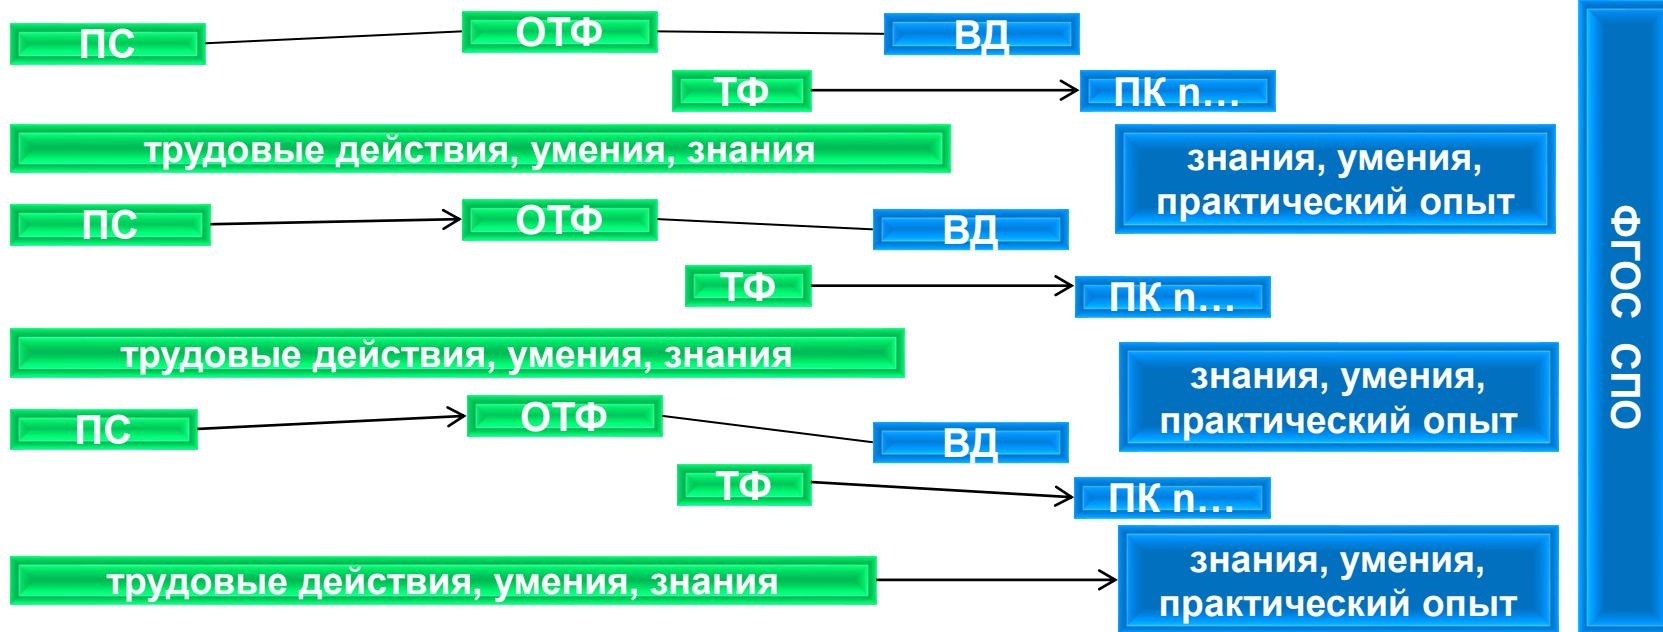 ПС
ОТФ
ВД
ТФ
ПК n…
трудовые действия, умения, знания
знания, умения,
практический опыт
ПС
ОТФ
ВД
ТФ
ПК n…
трудовые действия, умения, знания
знания, умения,
практический опыт
ПС
ОТФ
ВД
ТФ
ПК n…
трудовые действия, умения, знания
знания, умения,
практический опыт
ФГОС СПО